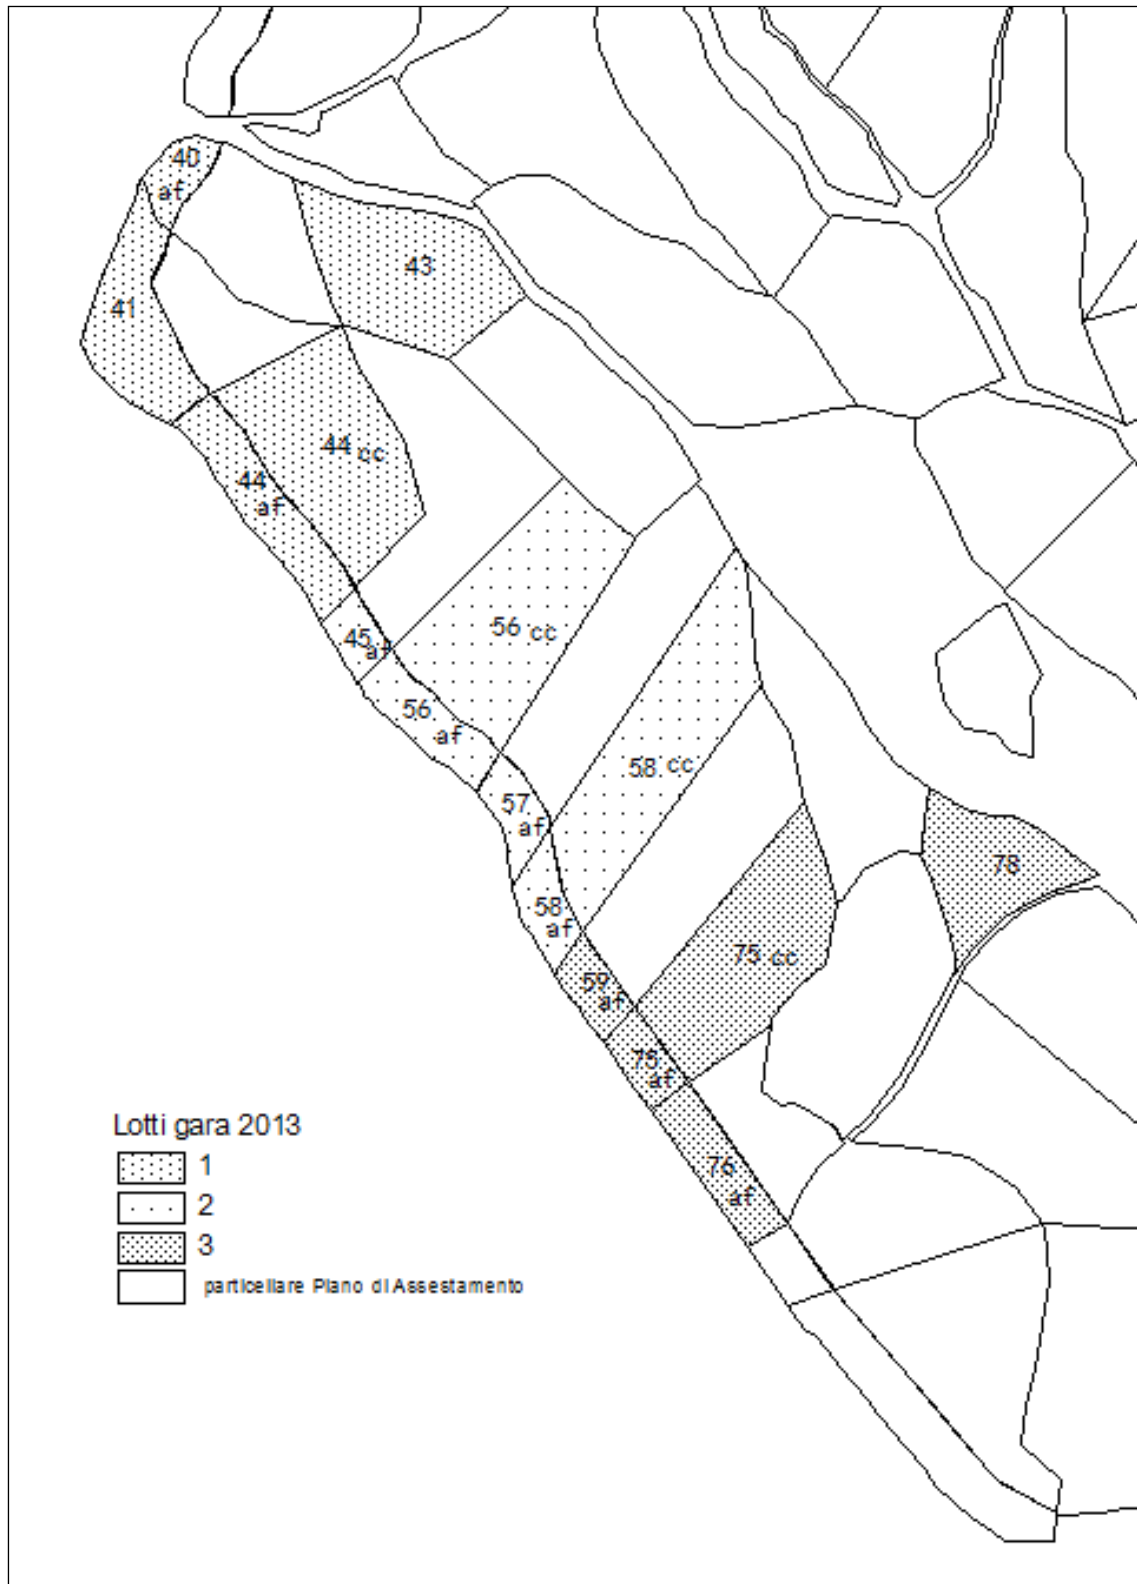 40
af
43
41
44 cc
44
af
56 cc
45
af
56
af
58 cc
57
af
78
58
af
75 cc
59
af
75
af
Lotti gara 2013
1
76
af
2
3
particellare Piano di Assestamento